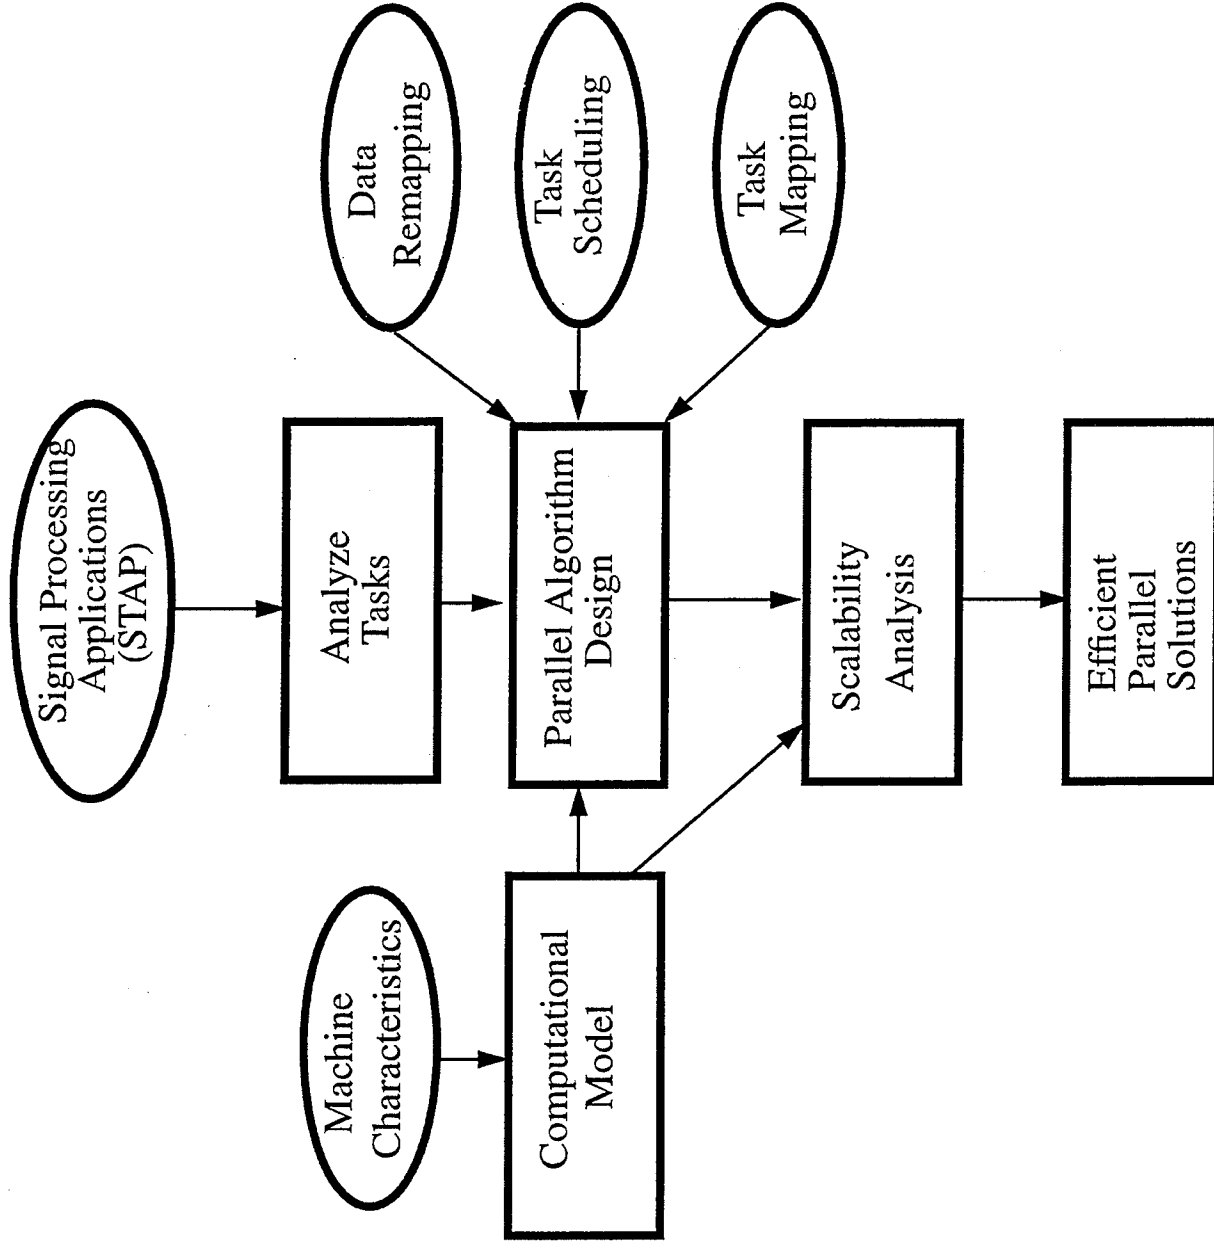 Signal Processing
Applications
(STAP)
Data
Remapping
Task
Scheduling
Task
Mapping
Analyze
Tasks
Parallel Algorithm
Design
Machine
Characteristics
Computational
Model
Scalability
Analysis
Efficient
Parallel
Solutions